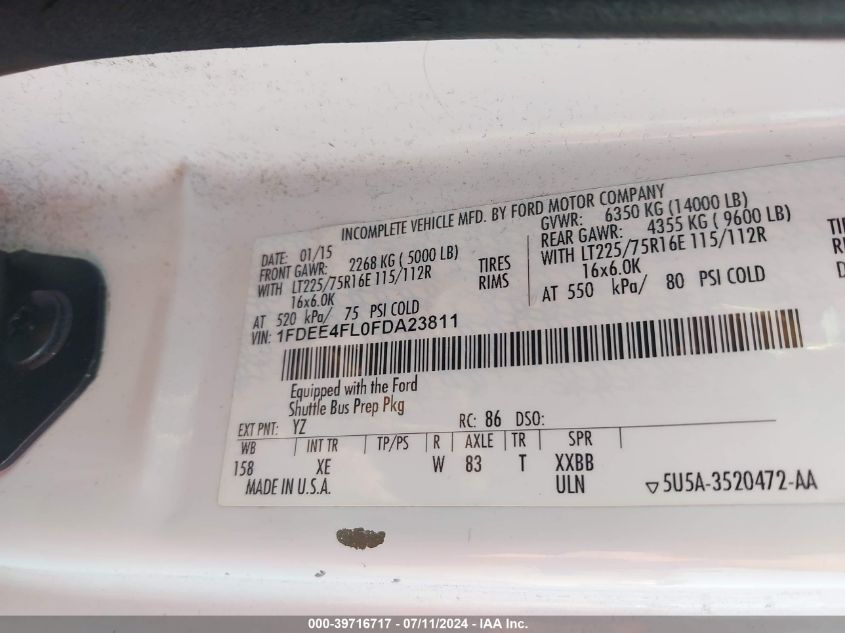 INCOMPLETE VEHICLE MFD. BY FORD MOTOR COMPANY
DATE: 01/15 GVWR: 6350 KG (14000 LB)
FRONT GAWR: 2268 KG ( 5000 LB) REAR GAWR: 4355 KG ( 9600 LB)
WITH LT225/75R16E 115/112R TIRES WITH LT225/75R16E 115/112R
16x6.0K RIMS 16x6.0K
AT 520 kPa/ 75 PSI COLD AT 550 kPa/ 80 PSI COLD
VIN: 1FDEE4FL0FDA23811
Equipped with the Ford
Shuttle Bus Prep Pkg
EXT PNT: YZ RC: 86 DSO:
WB INT TR TP/PS R AXLE TR SPR
158 XE W 83 T XXBB
MADE IN U.S.A. ULN ▽5U5A-3520472-AA
000-39716717 - 07/11/2024 - IAA Inc.